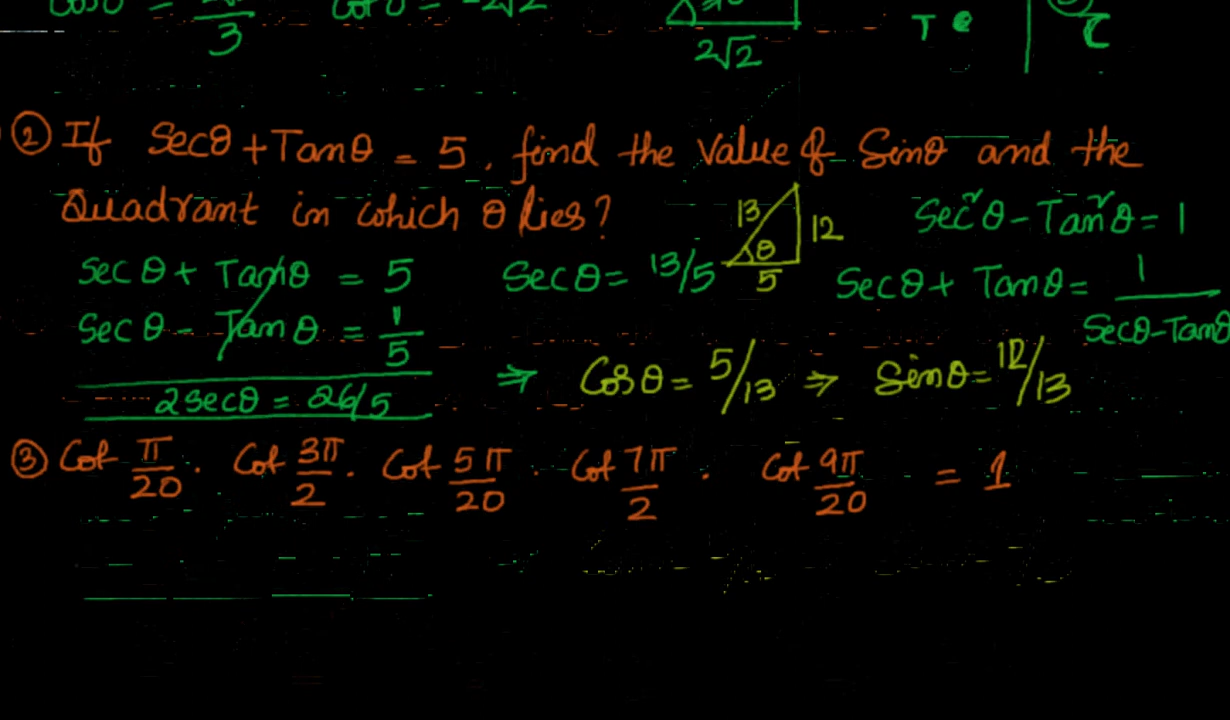 3
2√2
② If Secθ + Tanθ = 5, find the value of Sinθ and the
Quadrant in which θ lies?
13 12 θ 5
Sec²θ - Tan²θ = 1
Secθ + Tanθ = 5
Secθ - Tanθ = 1/5
2secθ = 26/5
Secθ = 13/5
Secθ + Tanθ = 1/Secθ-Tanθ
⇒ Cosθ = 5/13 ⇒ Sinθ = 12/13
③ Cot π/20 . Cot 3π/2 . Cot 5π/20 . Cot 7π/2 . Cot 9π/20 = 1